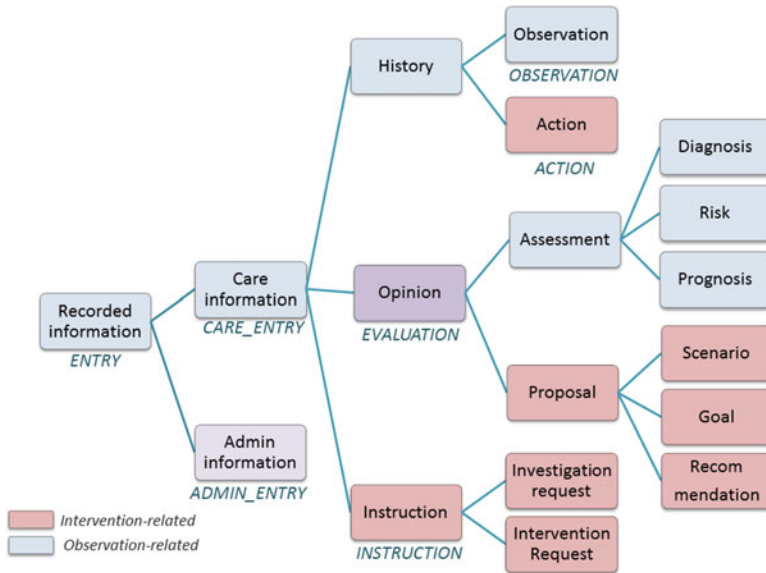 Observation
OBSERVATION
History
Action
ACTION
Diagnosis
Risk
Assessment
Prognosis
Care
information
CARE_ENTRY
Opinion
EVALUATION
Recorded
information
ENTRY
Scenario
Proposal
Goal
Recom
mendation
Admin
information
ADMIN_ENTRY
Investigation
request
Instruction
INSTRUCTION
Intervention
Request
Intervention-related
Observation-related